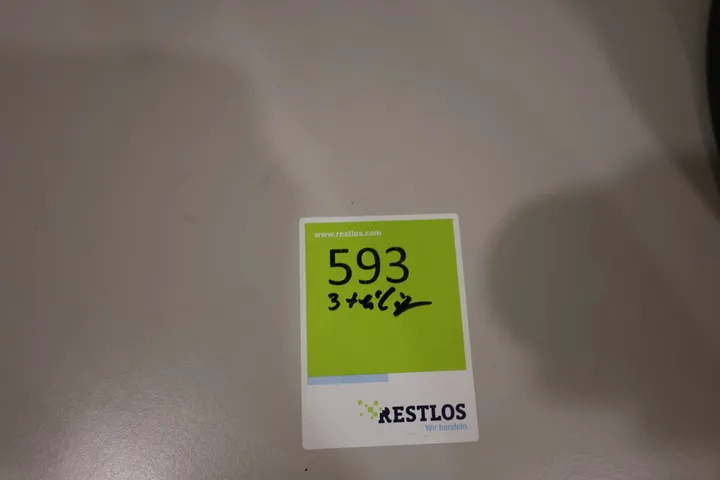 www.restlos.com
593
3 teilig
RESTLOS
Wir handeln.